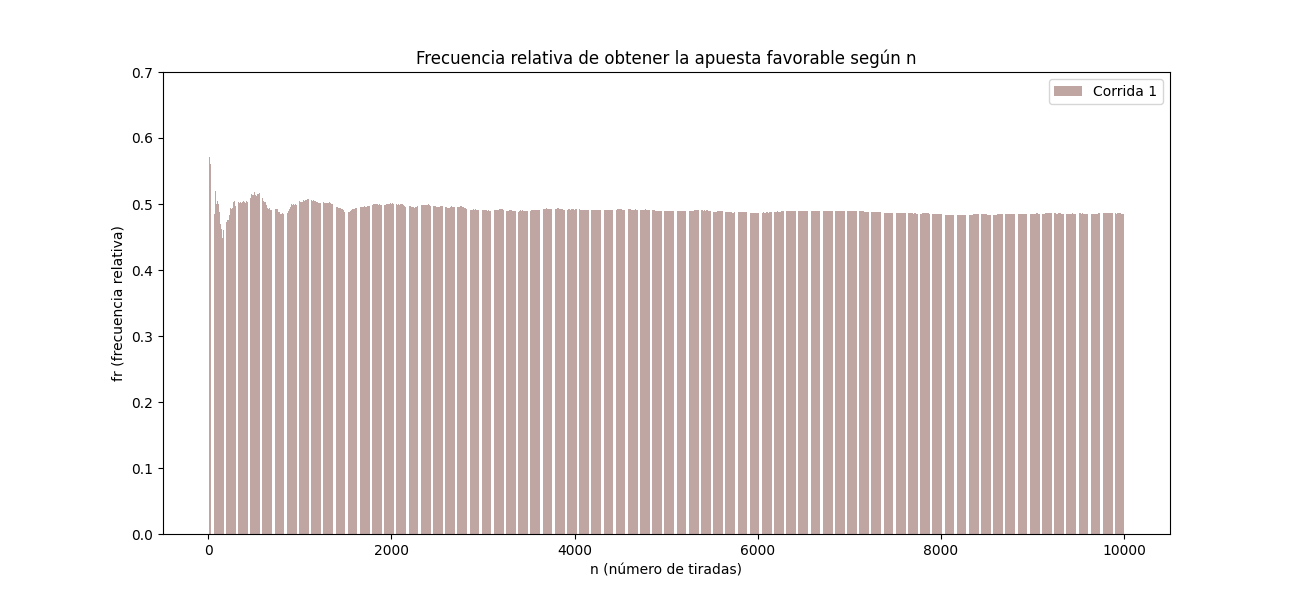 Frecuencia relativa de obtener la apuesta favorable según n
Corrida 1
fr (frecuencia relativa)
0.7
0.6
0.5
0.4
0.3
0.2
0.1
0.0
0 2000 4000 6000 8000 10000
n (número de tiradas)